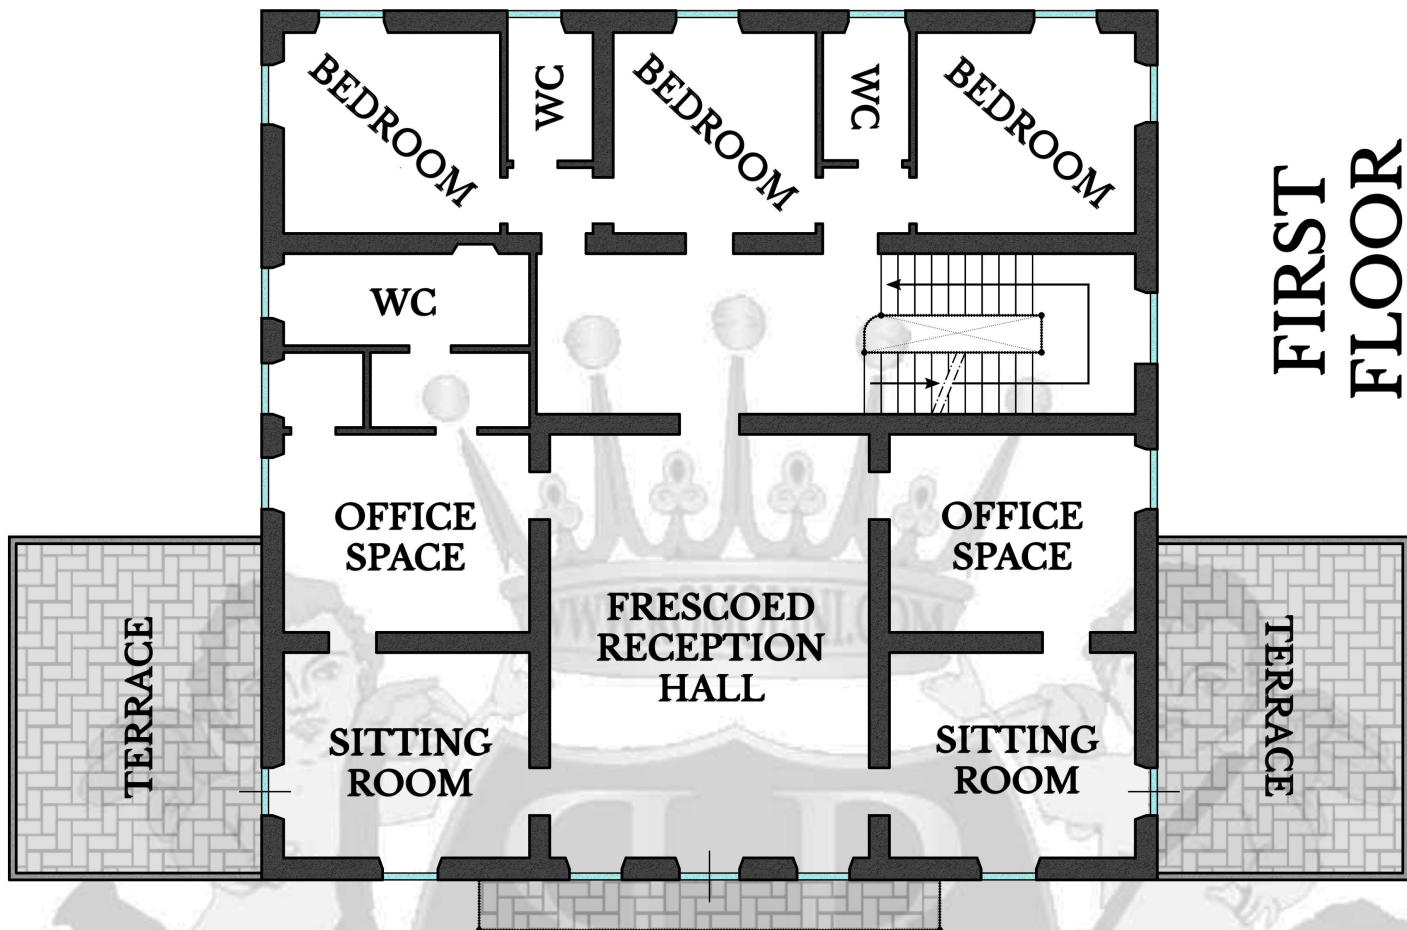 BEDROOM
WC
BEDROOM
WC
BEDROOM
FIRST
FLOOR
WC
OFFICE
SPACE
OFFICE
SPACE
FRESCOED
RECEPTION
HALL
TERRACE
TERRACE
SITTING
ROOM
SITTING
ROOM